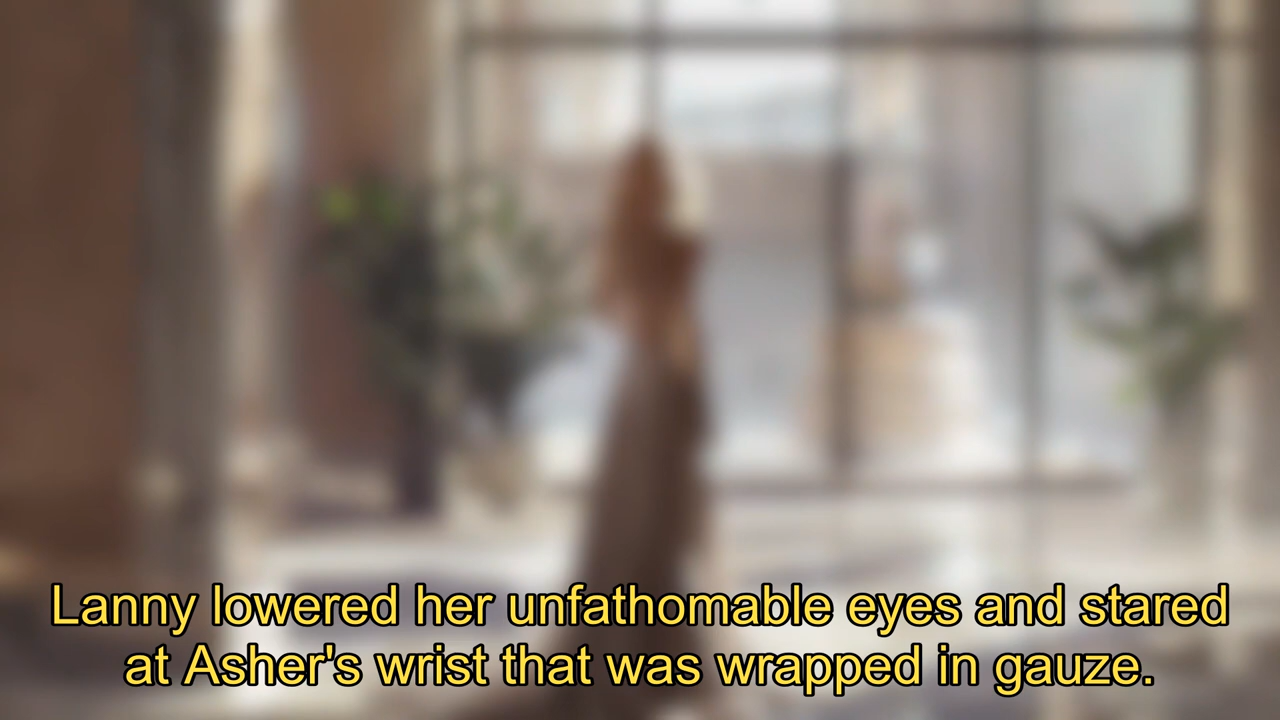 Lanny lowered her unfathomable eyes and stared
at Asher's wrist that was wrapped in gauze.